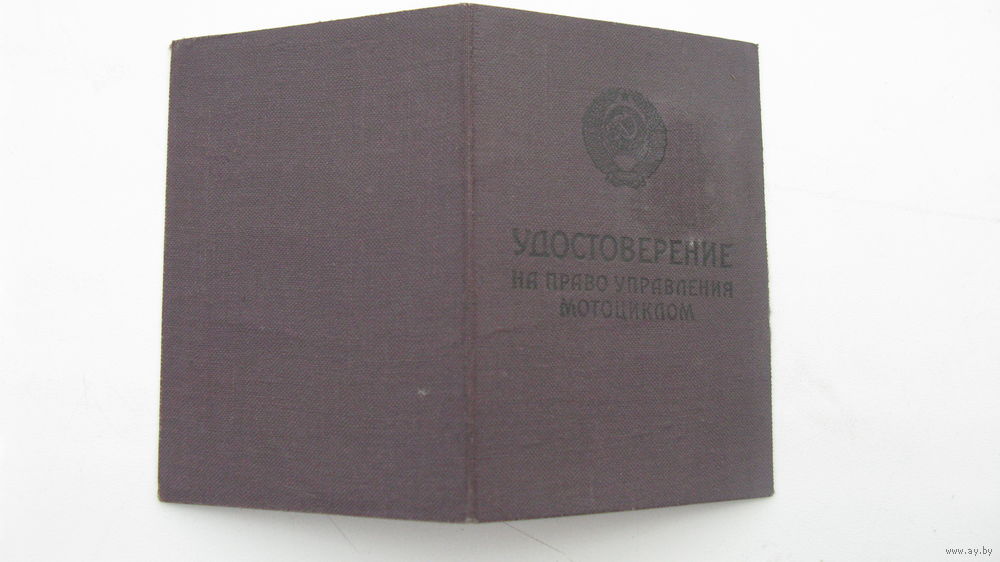 УДОСТОВЕРЕНИЕ
НА ПРАВО УПРАВЛЕНИЯ
МОТОЦИКЛОМ
www.ay.by